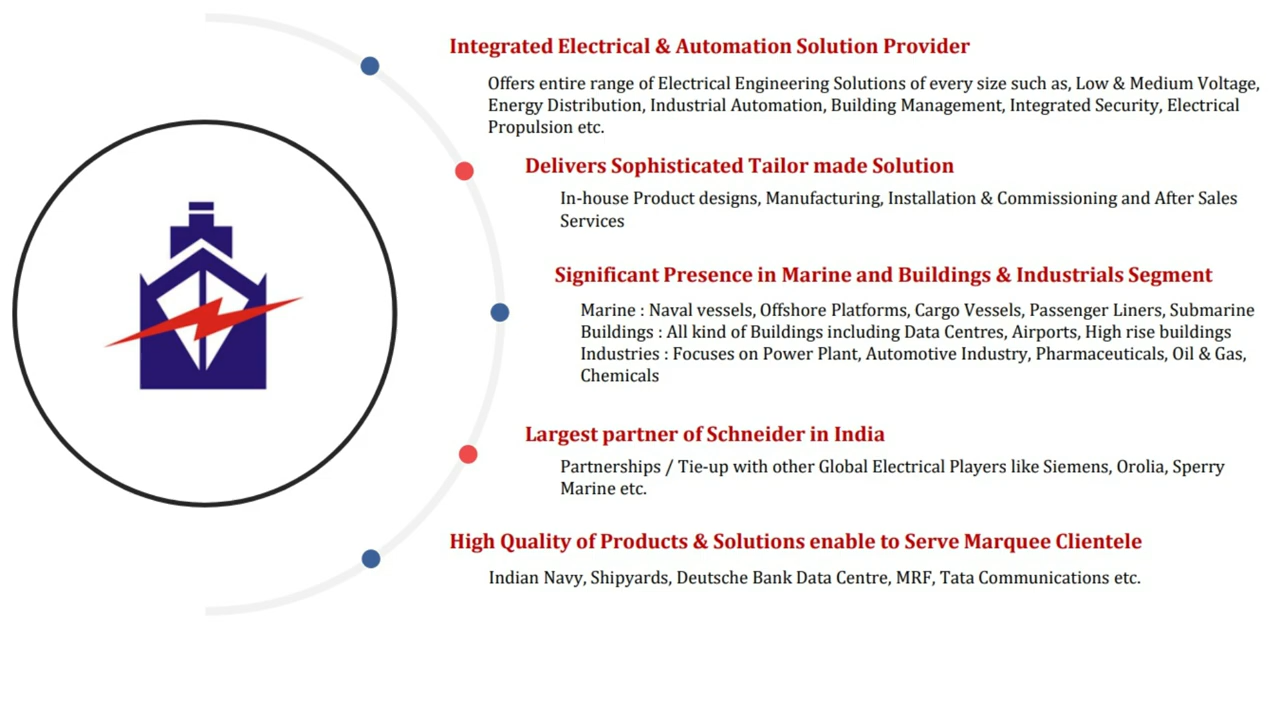 Integrated Electrical & Automation Solution Provider
Offers entire range of Electrical Engineering Solutions of every size such as, Low & Medium Voltage,
Energy Distribution, Industrial Automation, Building Management, Integrated Security, Electrical
Propulsion etc.
Delivers Sophisticated Tailor made Solution
In-house Product designs, Manufacturing, Installation & Commissioning and After Sales
Services
Significant Presence in Marine and Buildings & Industrials Segment
Marine : Naval vessels, Offshore Platforms, Cargo Vessels, Passenger Liners, Submarine
Buildings : All kind of Buildings including Data Centres, Airports, High rise buildings
Industries : Focuses on Power Plant, Automotive Industry, Pharmaceuticals, Oil & Gas,
Chemicals
Largest partner of Schneider in India
Partnerships / Tie-up with other Global Electrical Players like Siemens, Orolia, Sperry
Marine etc.
High Quality of Products & Solutions enable to Serve Marquee Clientele
Indian Navy, Shipyards, Deutsche Bank Data Centre, MRF, Tata Communications etc.